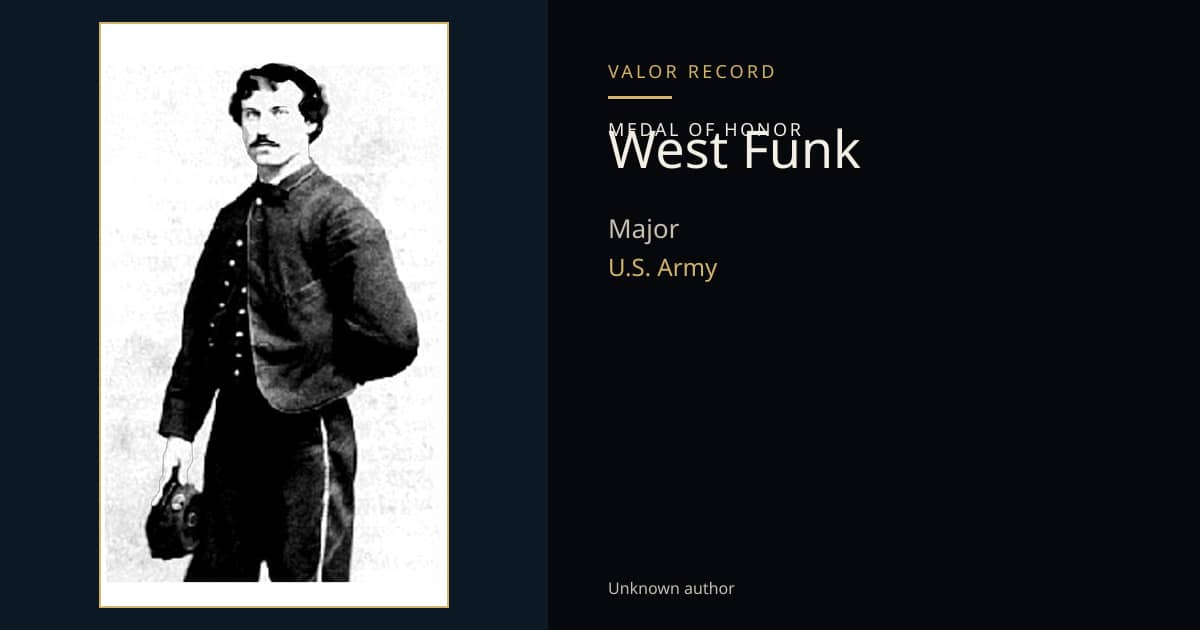 VALOR RECORD
MEDAL OF HONOR
West Funk
Major
U.S. Army
Unknown author